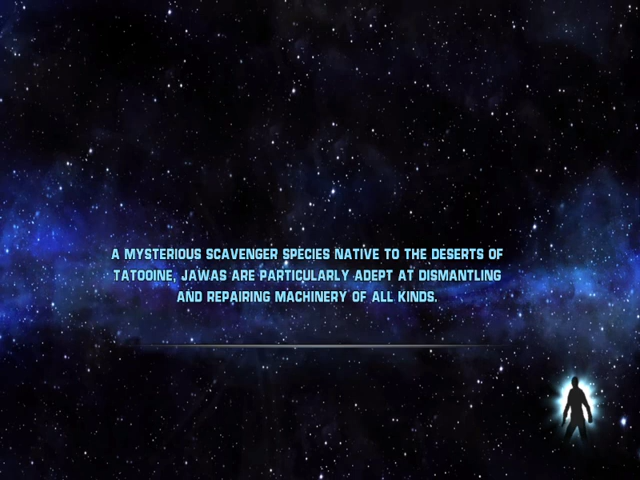 A MYSTERIOUS SCAVENGER SPECIES NATIVE TO THE DESERTS OF
TATOOINE, JAWAS ARE PARTICULARLY ADEPT AT DISMANTLING
AND REPAIRING MACHINERY OF ALL KINDS.